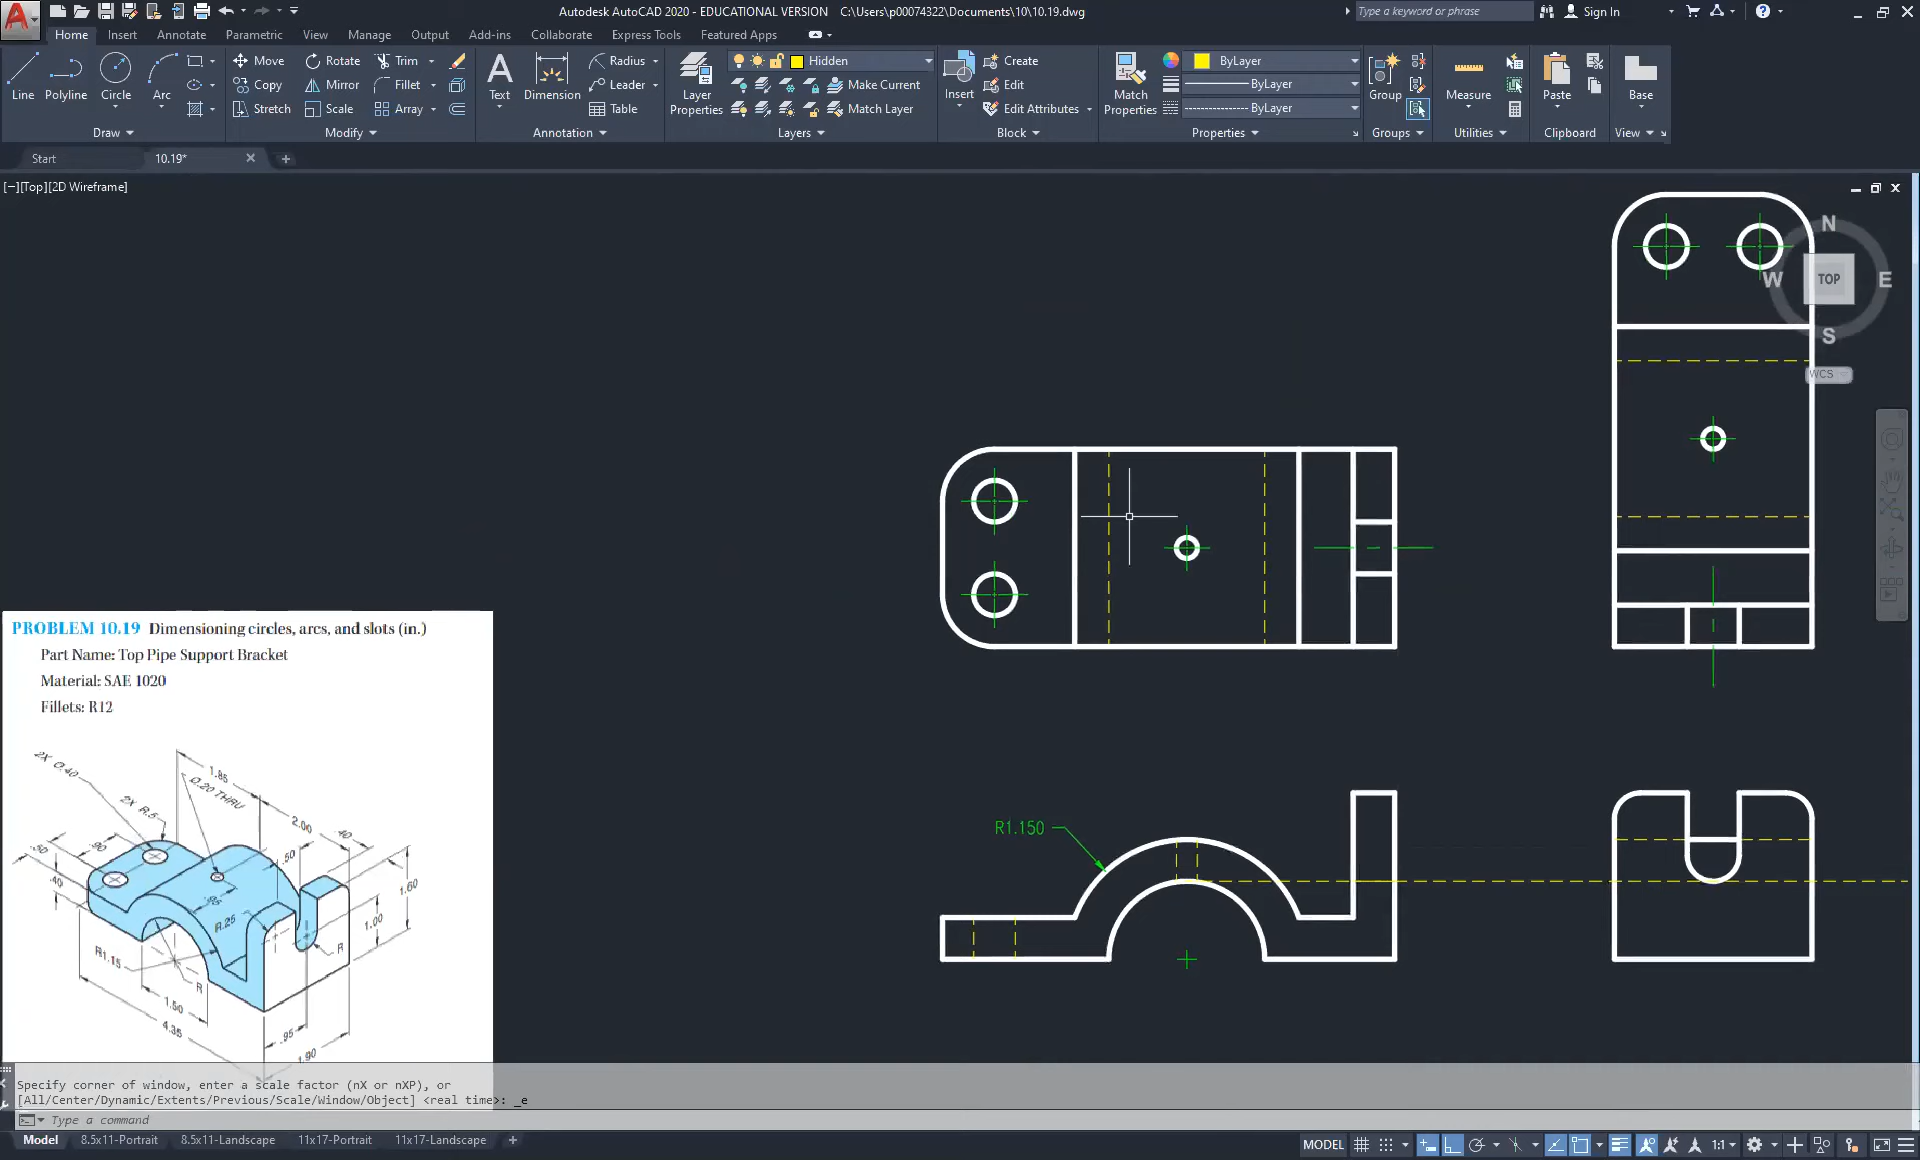 Autodesk AutoCAD 2020 - EDUCATIONAL VERSION C:\Users\p00074322\Documents\10\10.19.dwg
Type a keyword or phrase
Sign In
Home Insert Annotate Parametric View Manage Output Add-ins Collaborate Express Tools Featured Apps
Line
Polyline
Circle
Arc
Draw
Move
Rotate
Trim
Copy
Mirror
Fillet
Stretch
Scale
Array
Modify
Text
Dimension
Radius
Leader
Table
Annotation
Layer
Properties
Hidden
Make Current
Match Layer
Layers
Insert
Create
Edit
Edit Attributes
Block
Match
Properties
ByLayer
ByLayer
ByLayer
Properties
Group
Groups
Measure
Utilities
Paste
Clipboard
Base
View
Start
10.19*
[−][Top][2D Wireframe]
N
W
TOP
E
S
WCS
R1.150
PROBLEM 10.19 Dimensioning circles, arcs, and slots (in.)
Part Name: Top Pipe Support Bracket
Material: SAE 1020
Fillets: R12
2X ∅.40
1.85
∅.20 THRU
2X R.5
2.00
.40
.50
.90
.50
.40
1.60
.95
R.25
1.00
R
R1.15
R
1.50
4.35
.95
1.90
Specify corner of window, enter a scale factor (nX or nXP), or
[All/Center/Dynamic/Extents/Previous/Scale/Window/Object] <real time>: _e
Type a command
Model 8.5x11-Portrait 8.5x11-Landscape 11x17-Portrait 11x17-Landscape +
MODEL
1:1